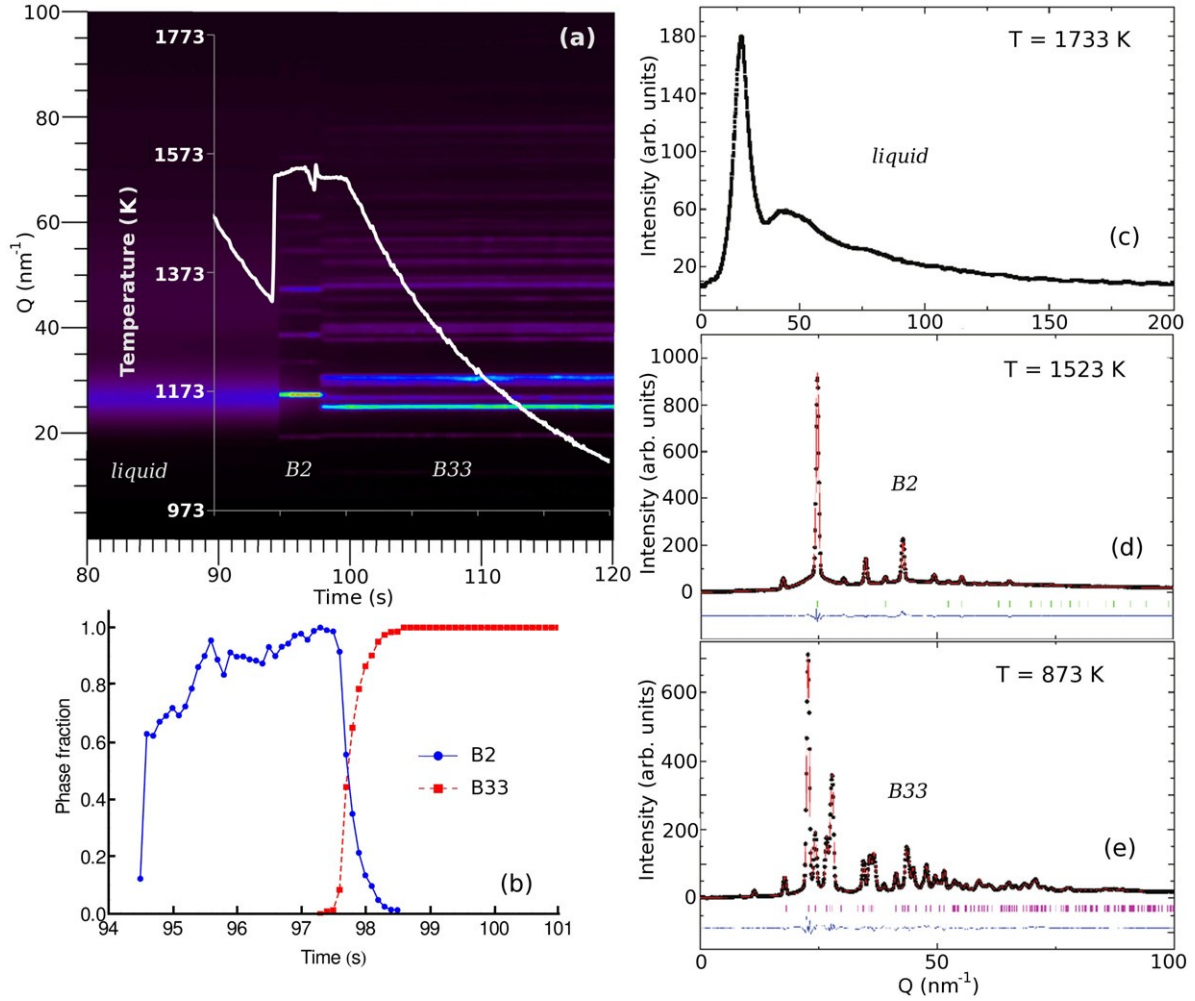 (a)
Q (nm-1)
100
80
60
40
20
Temperature (K)
1773
1573
1373
1173
973
liquid
B2
B33
80
90
100
110
120
Time (s)
Phase fraction
1.0
0.8
0.6
0.4
0.2
0.0
B2
B33
(b)
94
95
96
97
98
99
100
101
Time (s)
Intensity (arb. units)
180
140
100
60
20
T = 1733 K
liquid
(c)
0
50
100
150
200
Intensity (arb. units)
1000
800
600
400
200
0
T = 1523 K
B2
(d)
Intensity (arb. units)
600
400
200
0
T = 873 K
B33
(e)
0
50
100
Q (nm-1)